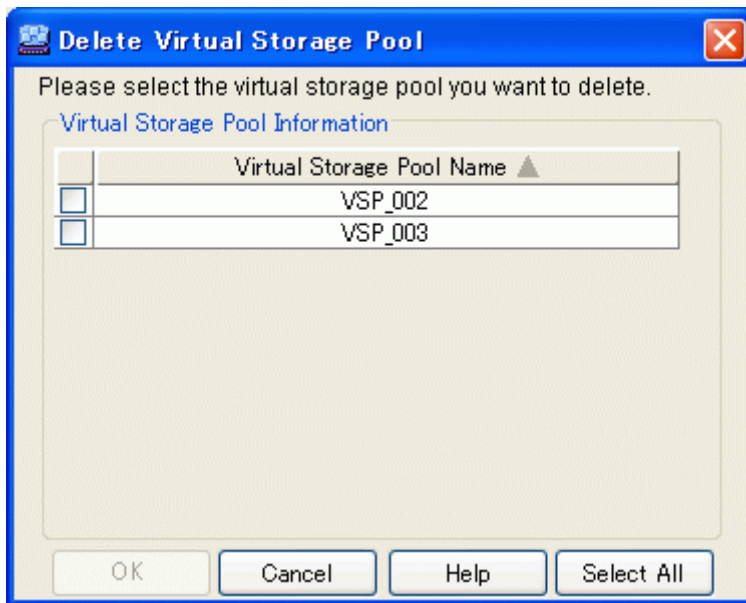 Delete Virtual Storage Pool
Please select the virtual storage pool you want to delete.
Virtual Storage Pool Information
Virtual Storage Pool Name
VSP_002
VSP_003
OK Cancel Help Select All